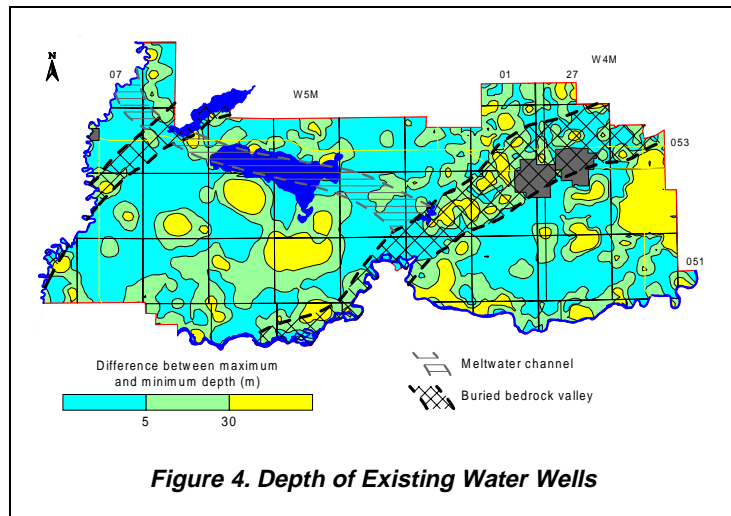 N
07
W5M
01
27
W4M
053
051
Difference between maximum
and minimum depth (m)
5
30
Meltwater channel
Buried bedrock valley
Figure 4. Depth of Existing Water Wells